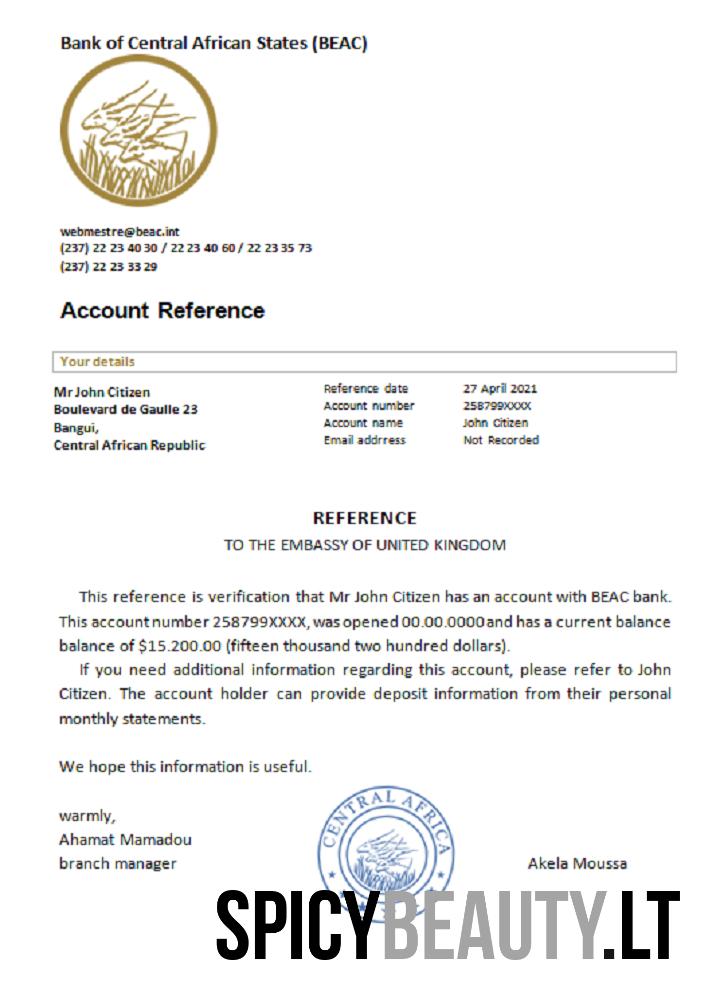 Bank of Central African States (BEAC)
webmestre@beac.int
(237) 22 23 40 30 / 22 23 40 60 / 22 23 35 73
(237) 22 23 33 29
Account Reference
Your details
Mr John Citizen
Boulevard de Gaulle 23
Bangui,
Central African Republic
Reference date 27 April 2021
Account number 258799XXXX
Account name John Citizen
Email addrress Not Recorded
REFERENCE
TO THE EMBASSY OF UNITED KINGDOM
This reference is verification that Mr John Citizen has an account with BEAC bank.
This account number 258799XXXX, was opened 00.00.0000 and has a current balance
balance of $15.200.00 (fifteen thousand two hundred dollars).
If you need additional information regarding this account, please refer to John
Citizen. The account holder can provide deposit information from their personal
monthly statements.
We hope this information is useful.
warmly,
Ahamat Mamadou
branch manager
CENTRAL AFRICA
Akela Moussa
SPICYBEAUTY.LT